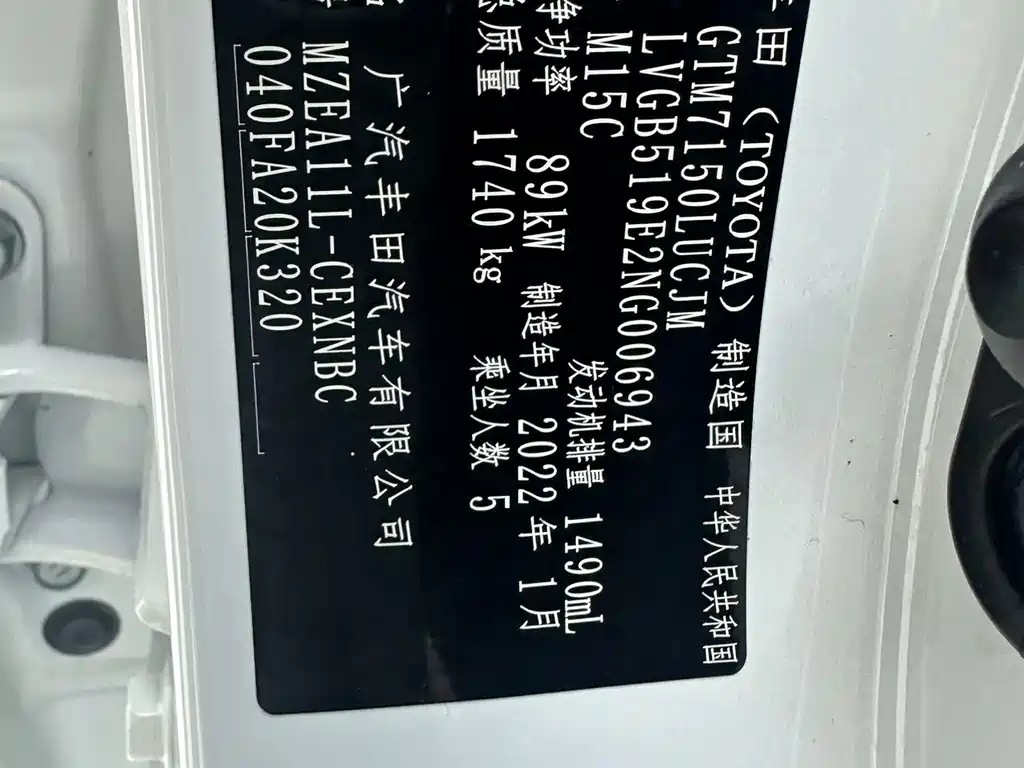 丰田 (TOYOTA) 制造国 中华人民共和国
GTM7150LUCJM
LVGB519E2NG006943
M15C 发动机排量 1490mL
净功率 89kW 制造年月 2022年 1月
总质量 1740 kg 乘坐人数 5
广汽丰田汽车有限公司
MZEA11L-CEXNBC
040FA20K320